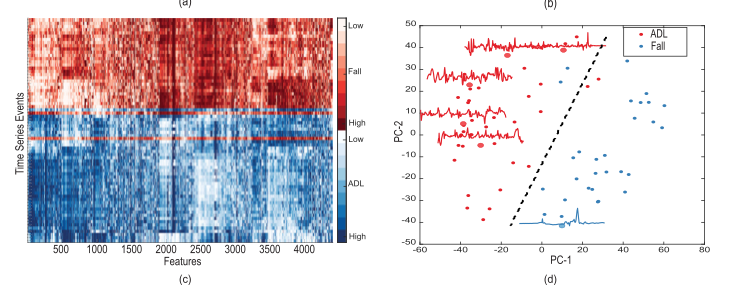 (a)
(b)
Time Series Events
Low
Fall
High
Low
ADL
High
500 1000 1500 2000 2500 3000 3500 4000
Features
(c)
PC-2
50
40
30
20
10
0
-10
-20
-30
-40
-50
ADL
Fall
-60 -40 -20 0 20 40 60 80
PC-1
(d)